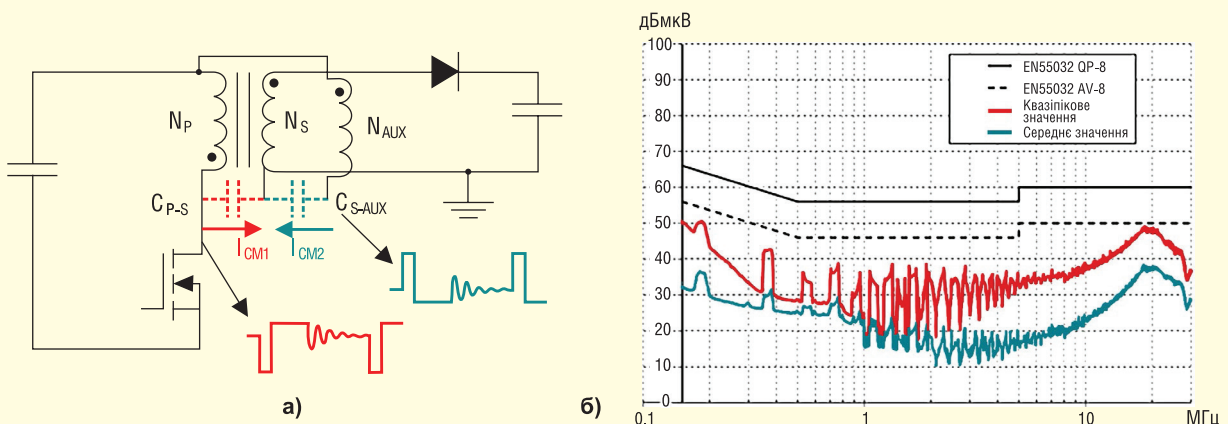 N_P
N_S
N_AUX
C_P-S
C_S-AUX
I_CM1
I_CM2
а)
дБмкВ
100
90
80
70
60
50
40
30
20
10
0
0,1
1
10
МГц
EN55032 QP-8
EN55032 AV-8
Квазіпікове
значення
Середнє значення
б)